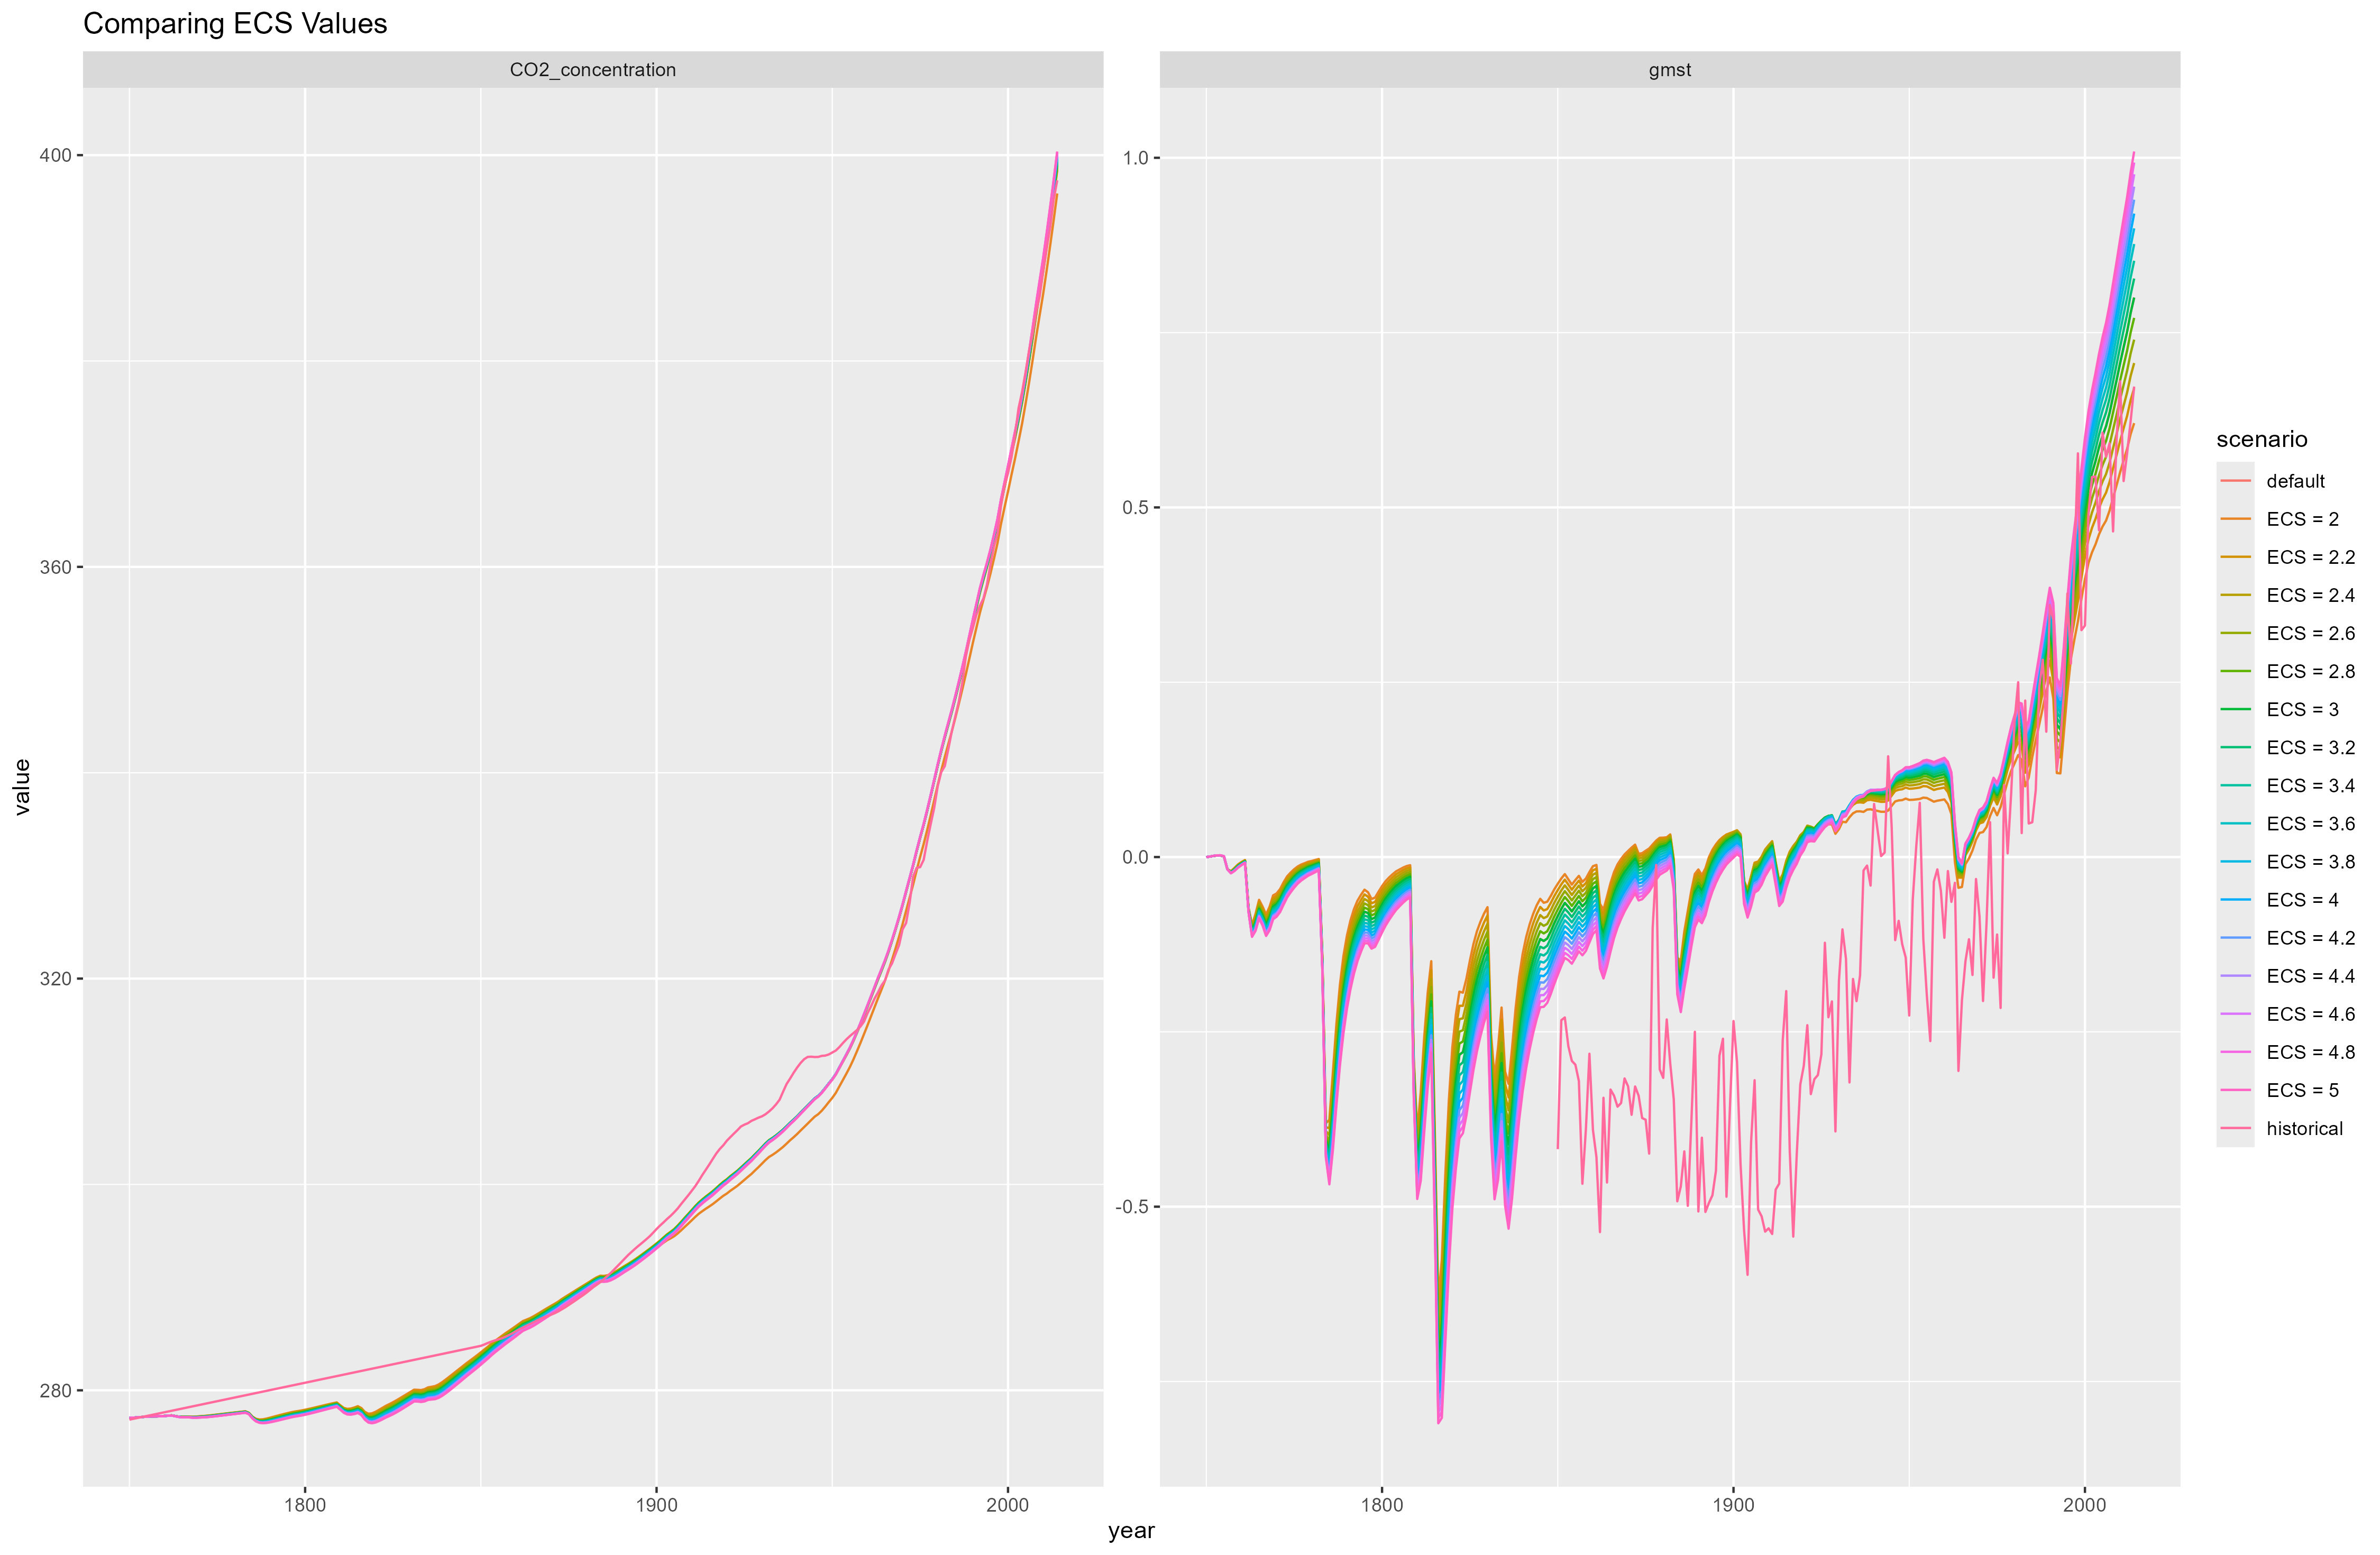 Comparing ECS Values
CO2_concentration
gmst
value
400
360
320
280
1.0
0.5
0.0
-0.5
1800
1900
2000
1800
1900
2000
year
scenario
default
ECS = 2
ECS = 2.2
ECS = 2.4
ECS = 2.6
ECS = 2.8
ECS = 3
ECS = 3.2
ECS = 3.4
ECS = 3.6
ECS = 3.8
ECS = 4
ECS = 4.2
ECS = 4.4
ECS = 4.6
ECS = 4.8
ECS = 5
historical